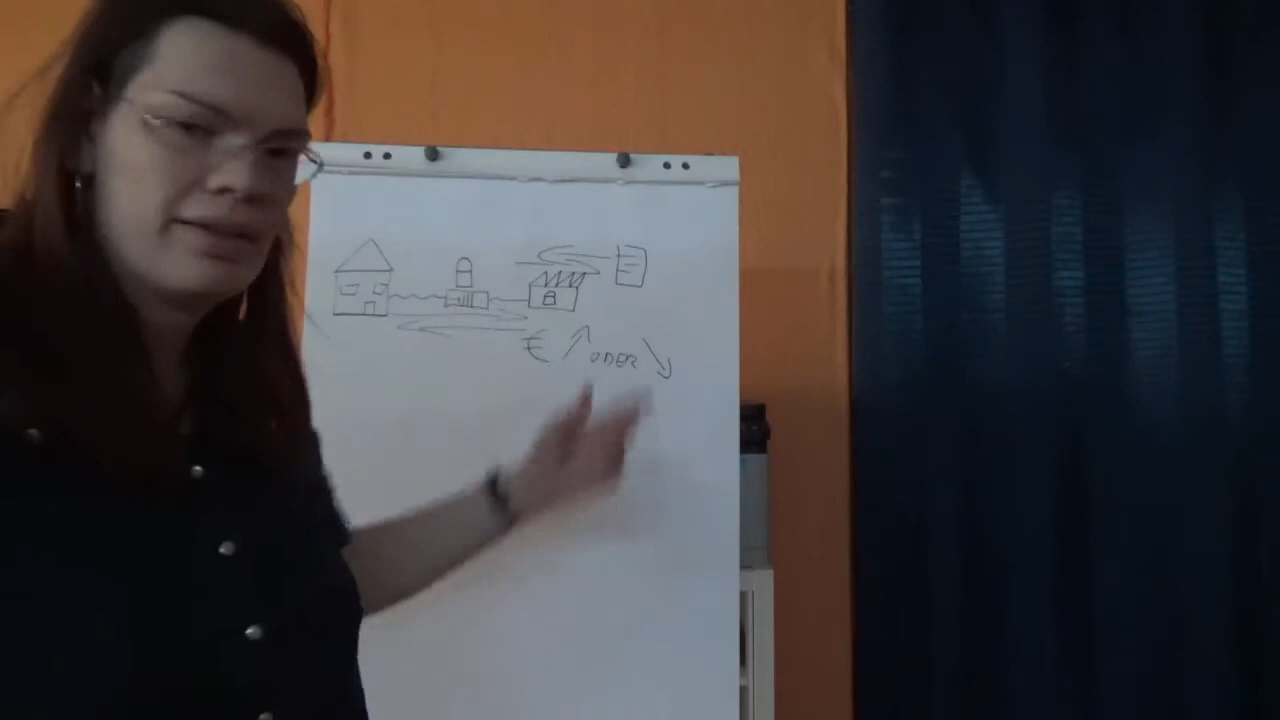 € ↗ ODER ↘